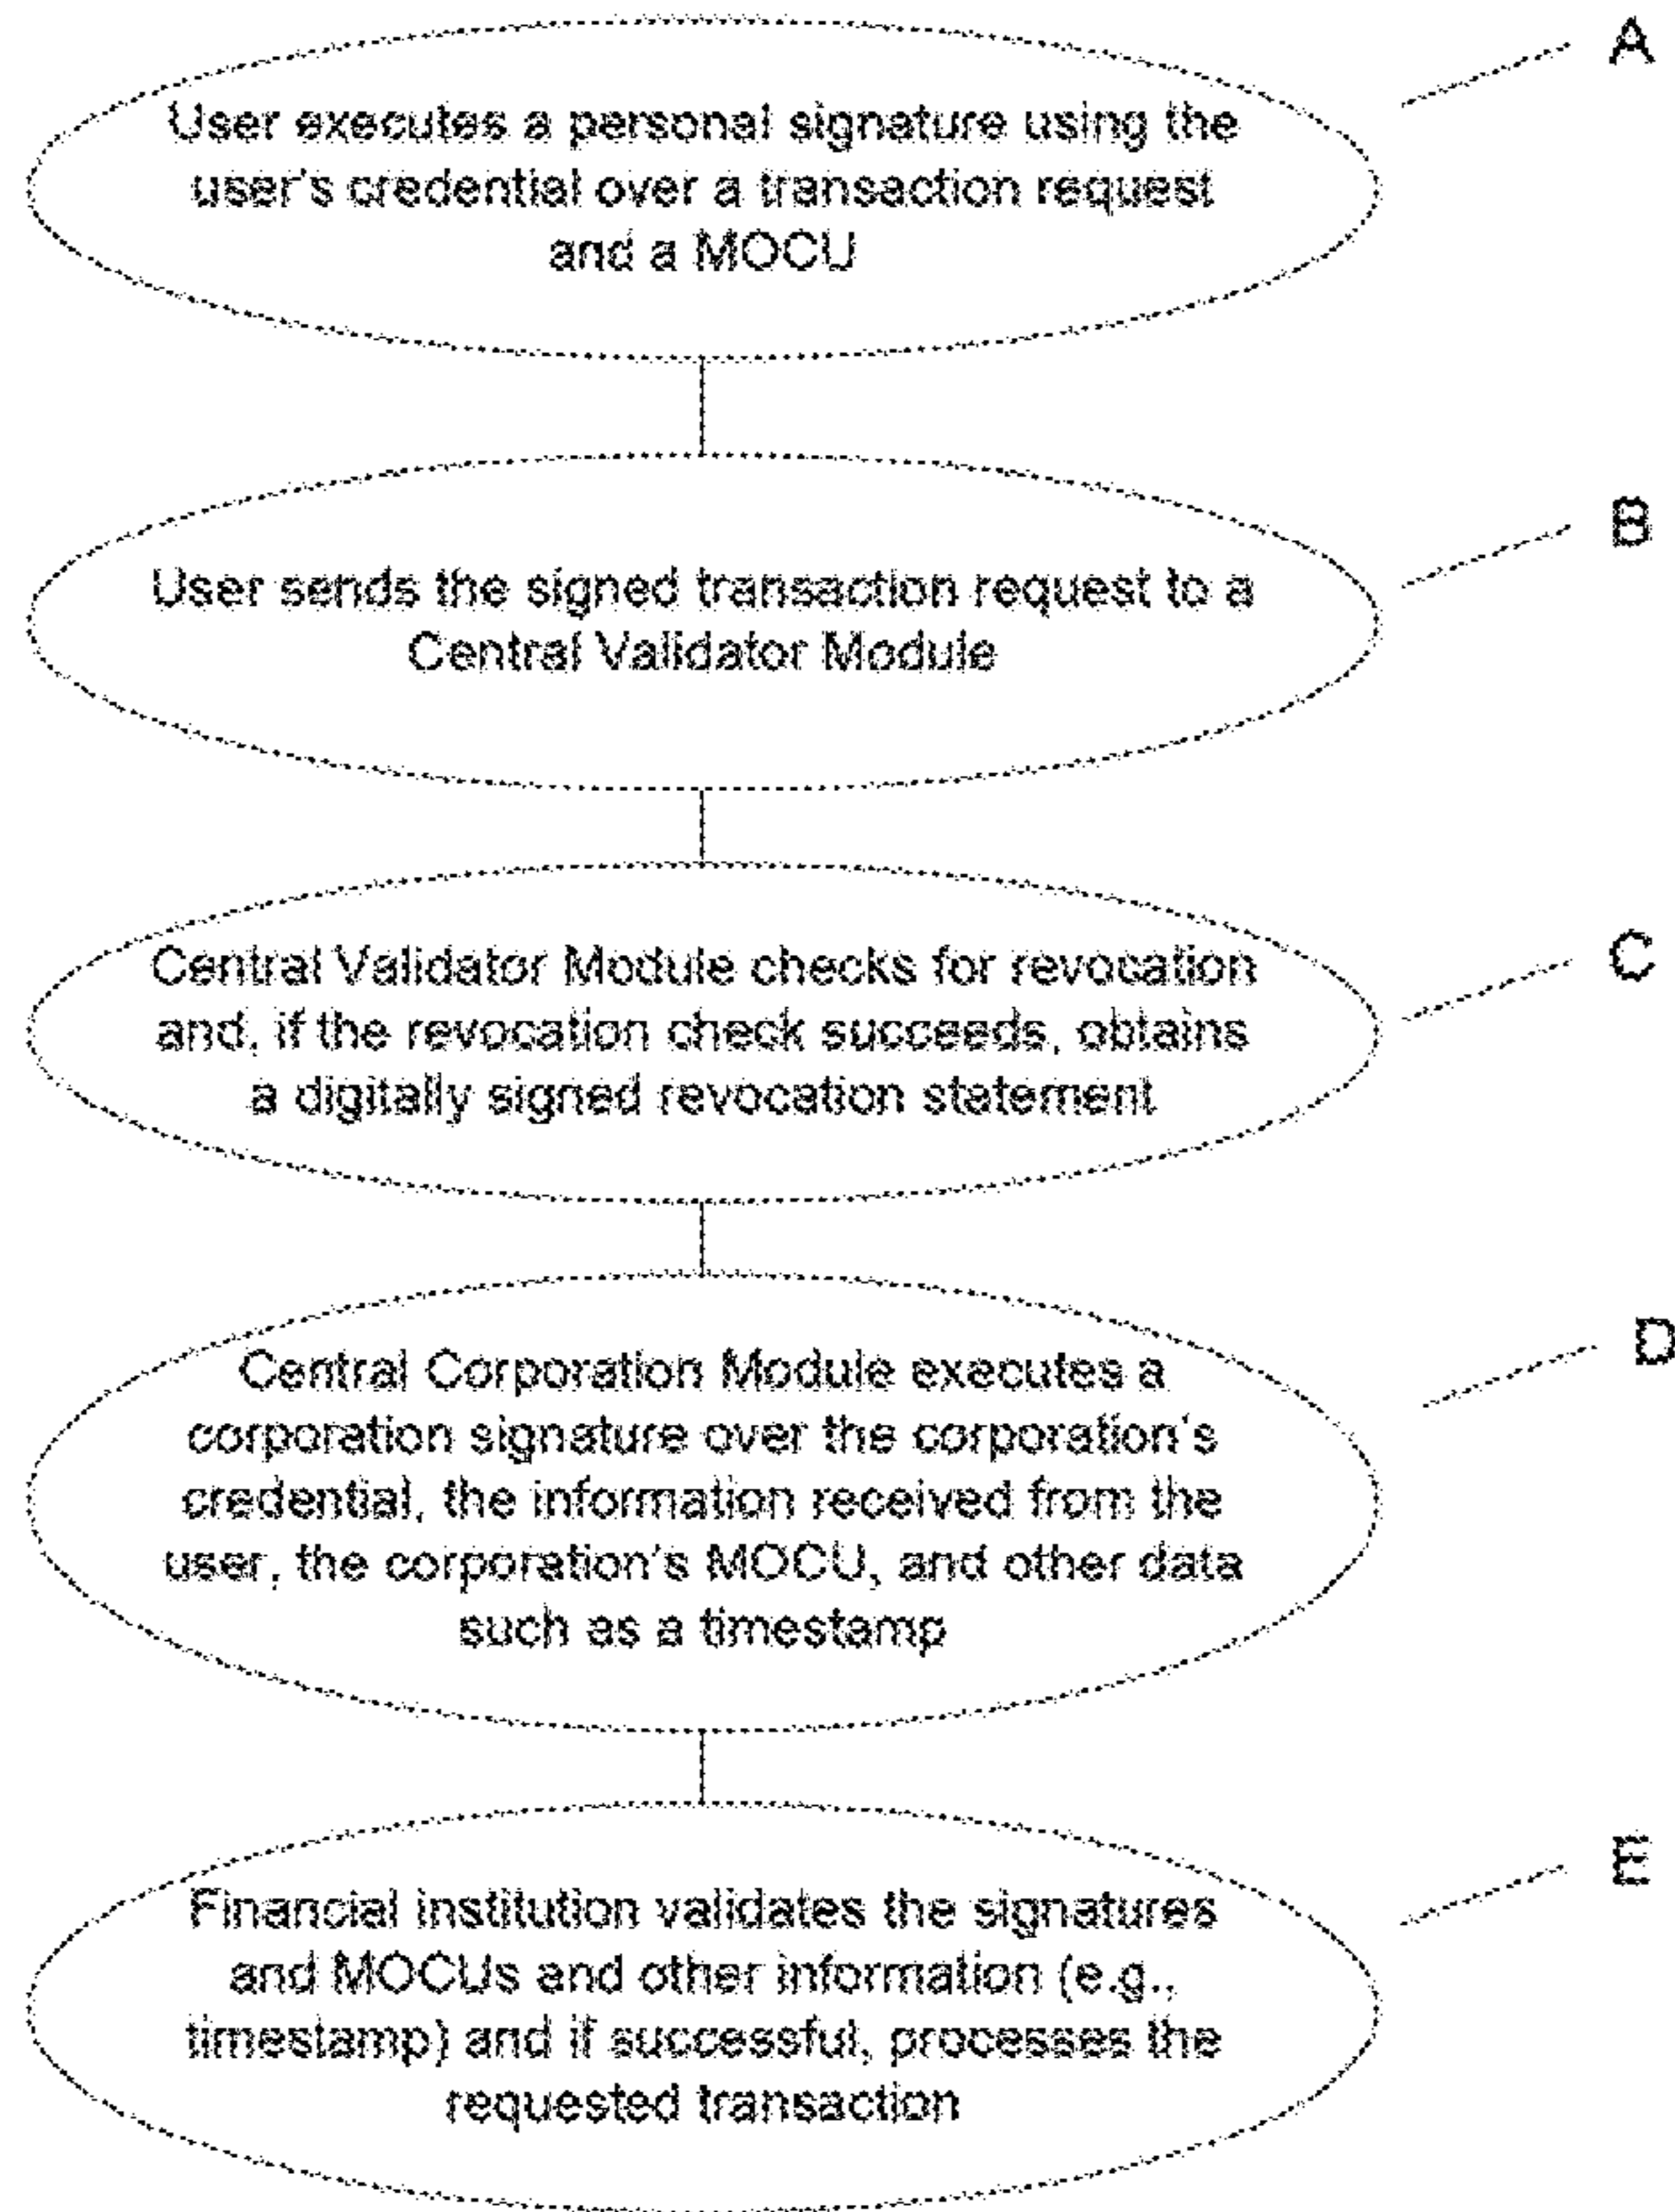 A
User executes a personal signature using the
user's credential over a transaction request
and a MOCU
B
User sends the signed transaction request to a
Central Validator Module
C
Central Validator Module checks for revocation
and, if the revocation check succeeds, obtains
a digitally signed revocation statement
D
Central Corporation Module executes a
corporation signature over the corporation's
credential, the information received from the
user, the corporation's MOCU, and other data
such as a timestamp
E
Financial institution validates the signatures
and MOCUs and other information (e.g.,
timestamp) and if successful, processes the
requested transaction